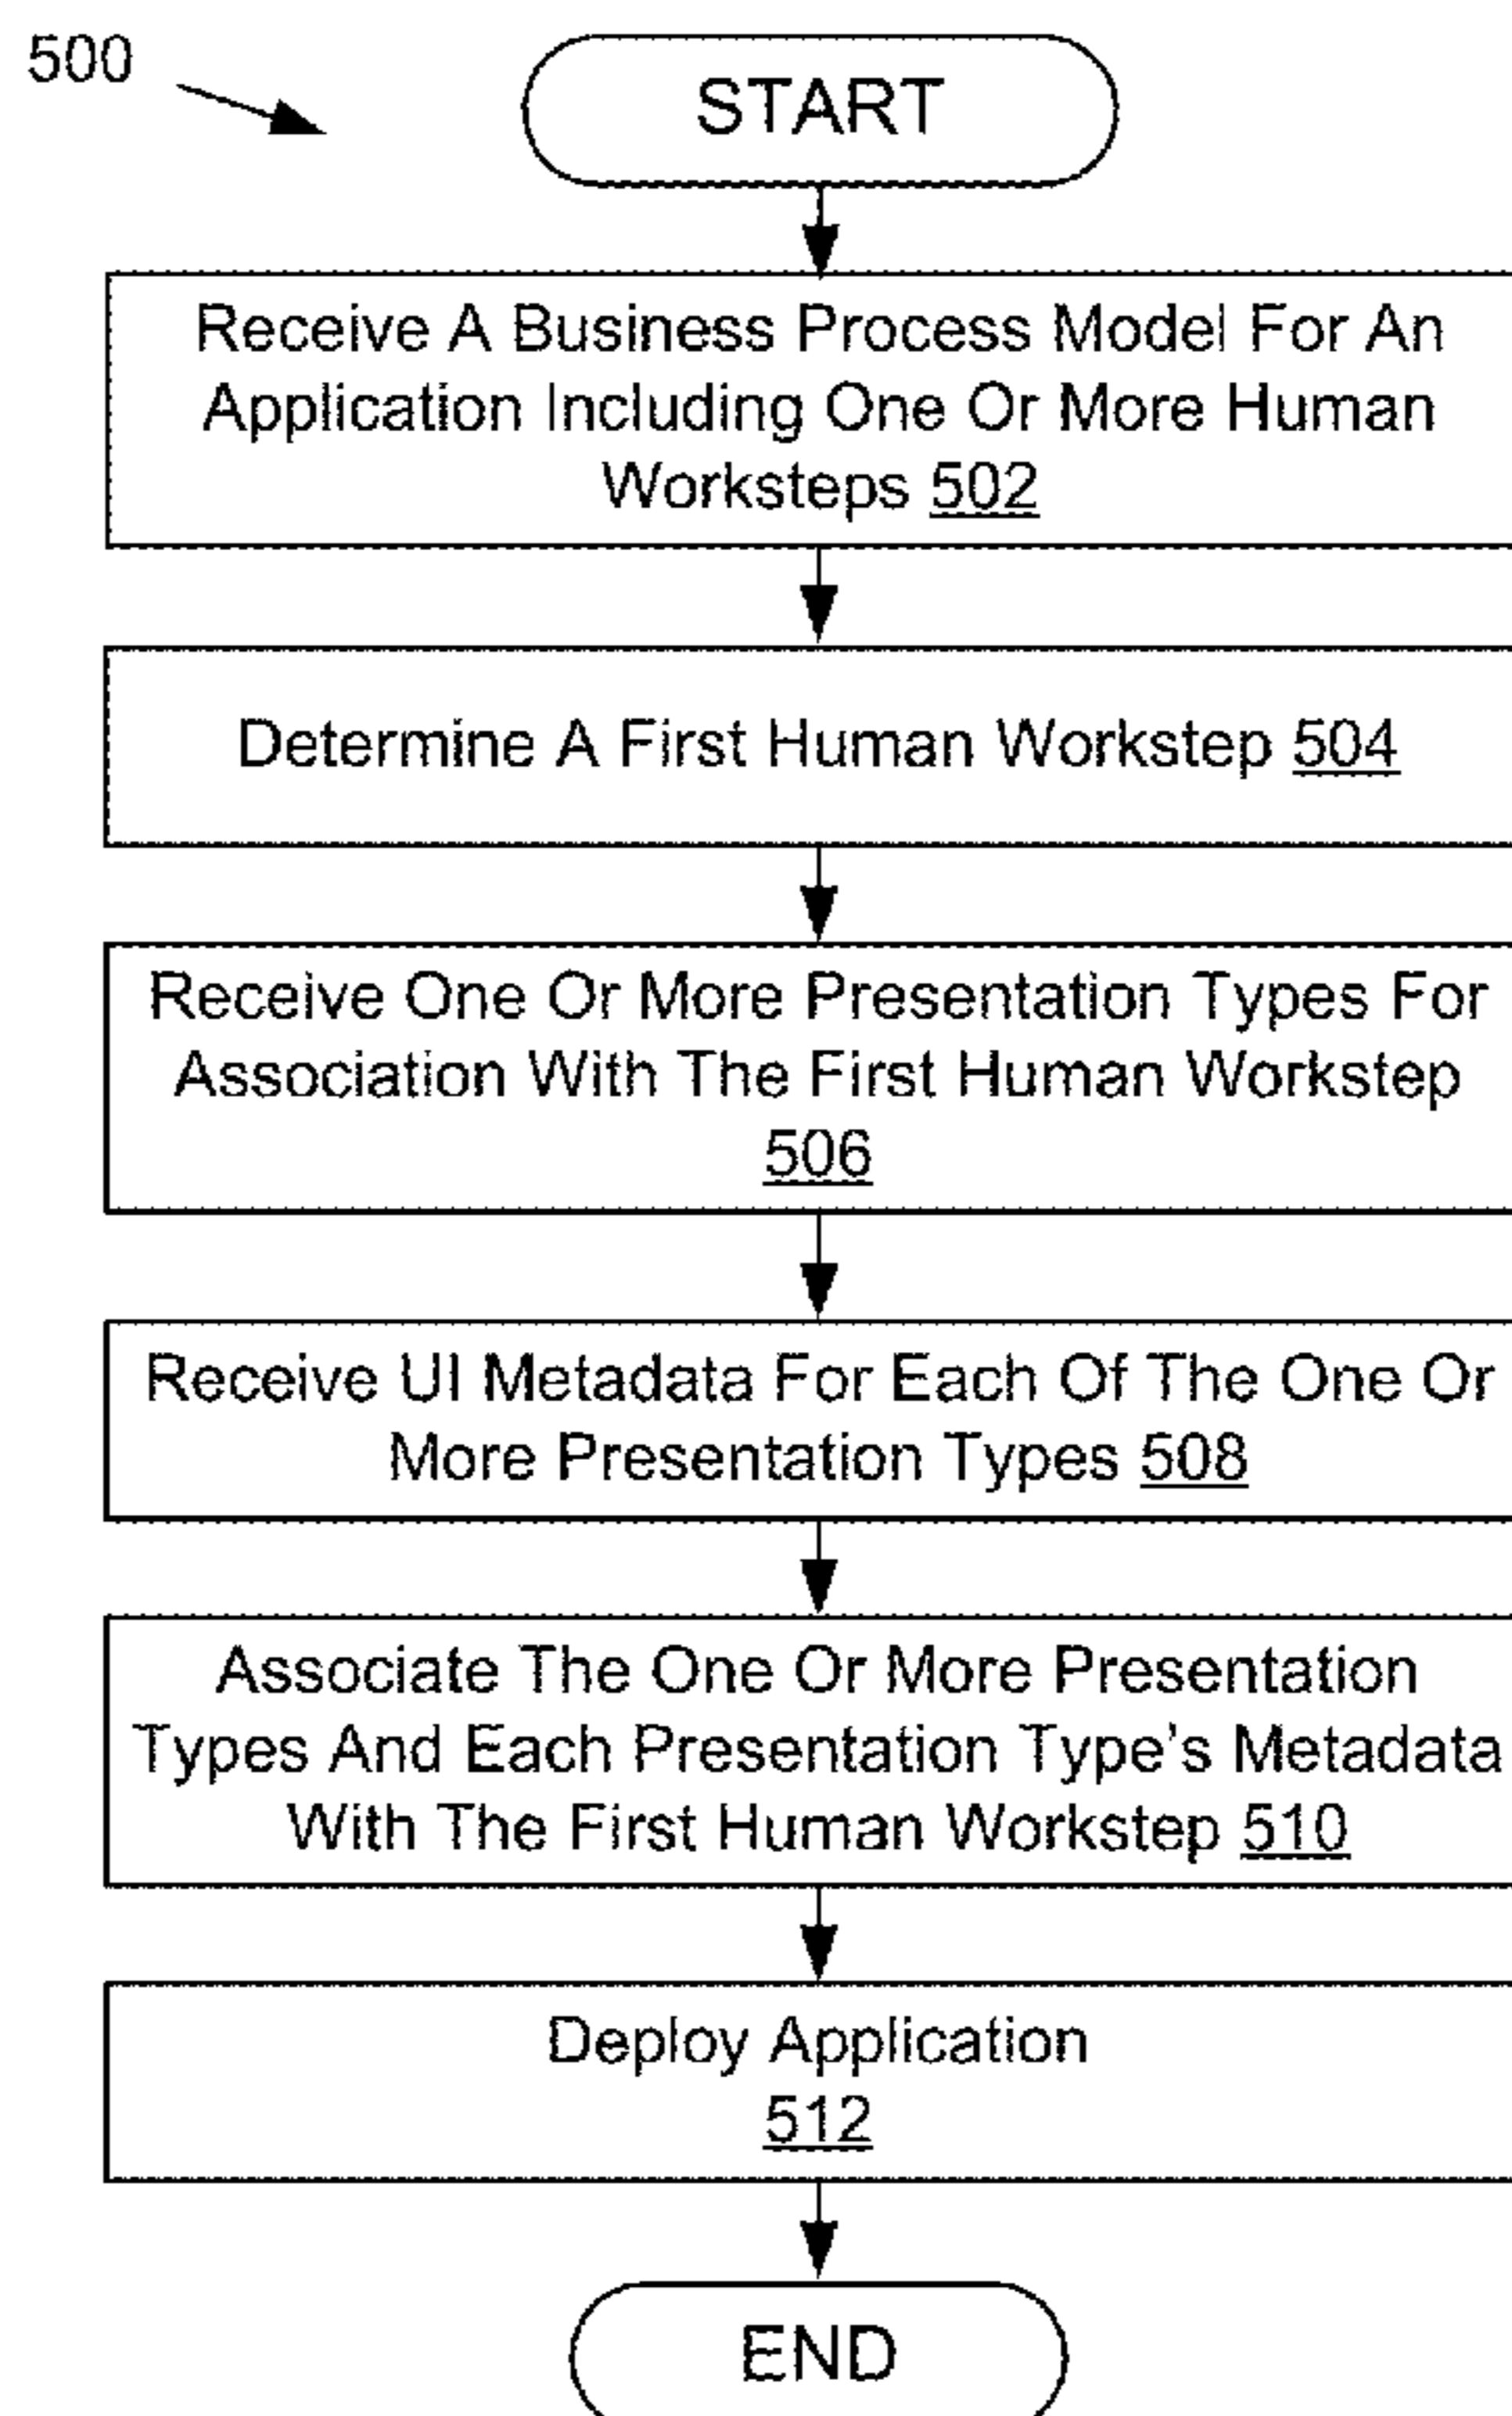 500
START
Receive A Business Process Model For An
Application Including One Or More Human
Worksteps 502
Determine A First Human Workstep 504
Receive One Or More Presentation Types For
Association With The First Human Workstep
506
Receive UI Metadata For Each Of The One Or
More Presentation Types 508
Associate The One Or More Presentation
Types And Each Presentation Type's Metadata
With The First Human Workstep 510
Deploy Application
512
END